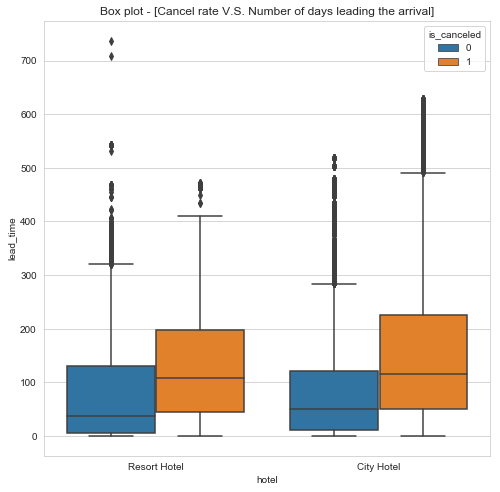 Box plot - [Cancel rate V.S. Number of days leading the arrival]
is_canceled
0
1
700
600
500
400
300
200
100
0
lead_time
Resort Hotel
City Hotel
hotel